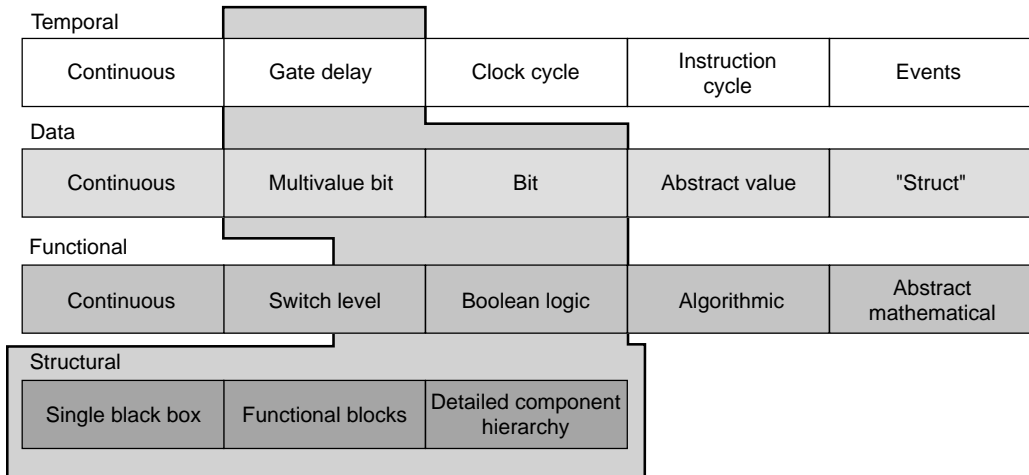 Temporal
Continuous
Gate delay
Clock cycle
Instruction
cycle
Events
Data
Continuous
Multivalue bit
Bit
Abstract value
"Struct"
Functional
Continuous
Switch level
Boolean logic
Algorithmic
Abstract
mathematical
Structural
Single black box
Functional blocks
Detailed component
hierarchy